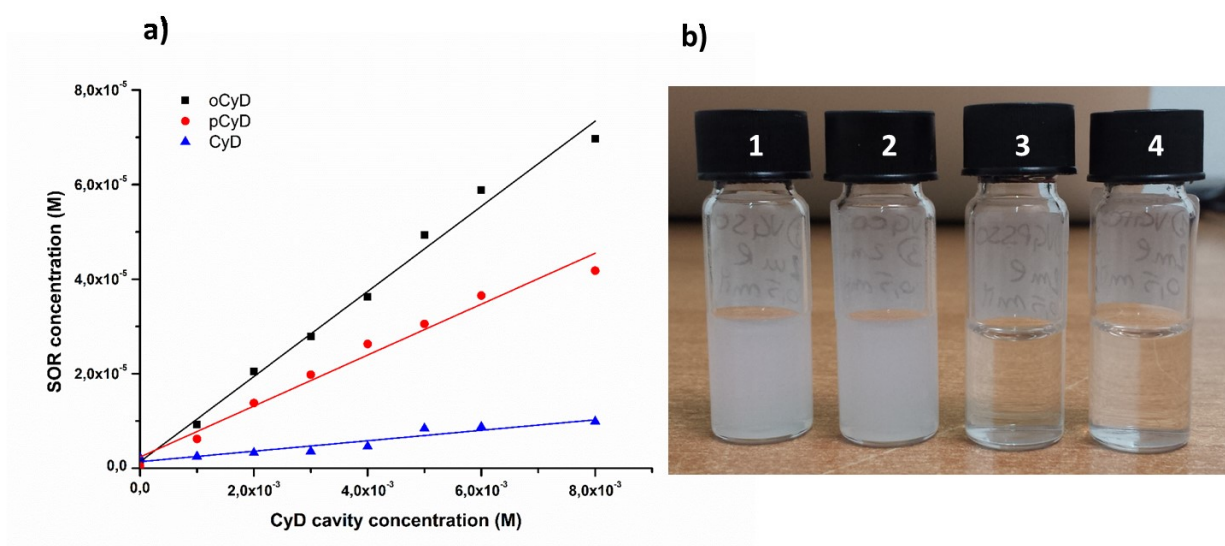 a)
8,0x10⁻⁵
6,0x10⁻⁵
4,0x10⁻⁵
2,0x10⁻⁵
0,0
SOR concentration (M)
oCyD
pCyD
CyD
0,0
2,0x10⁻³
4,0x10⁻³
6,0x10⁻³
8,0x10⁻³
CyD cavity concentration (M)
b)
1
2
3
4